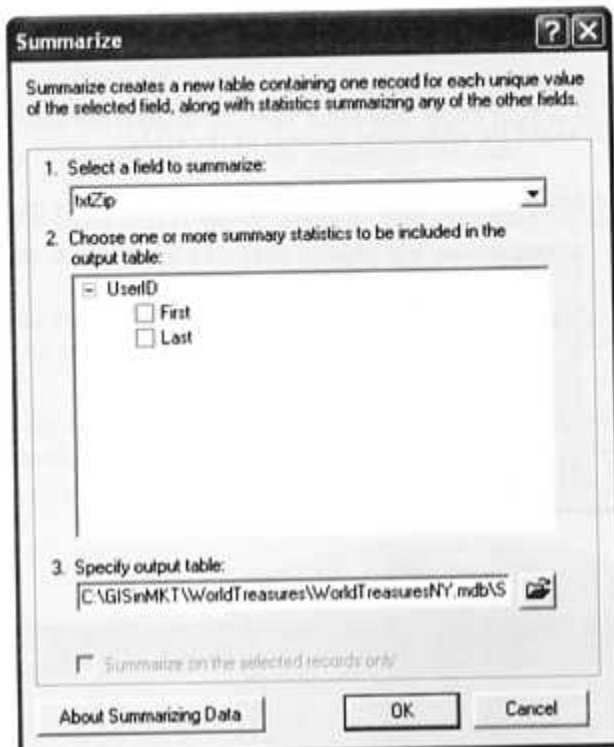 Summarize
Summarize creates a new table containing one record for each unique value
of the selected field, along with statistics summarizing any of the other fields.
1. Select a field to summarize:
txtZip
2. Choose one or more summary statistics to be included in the
output table:
UserID
First
Last
3. Specify output table:
C:\GISinMKT\WorldTreasures\WorldTreasuresNY.mdb\S
Summarize on the selected records only
About Summarizing Data
OK
Cancel